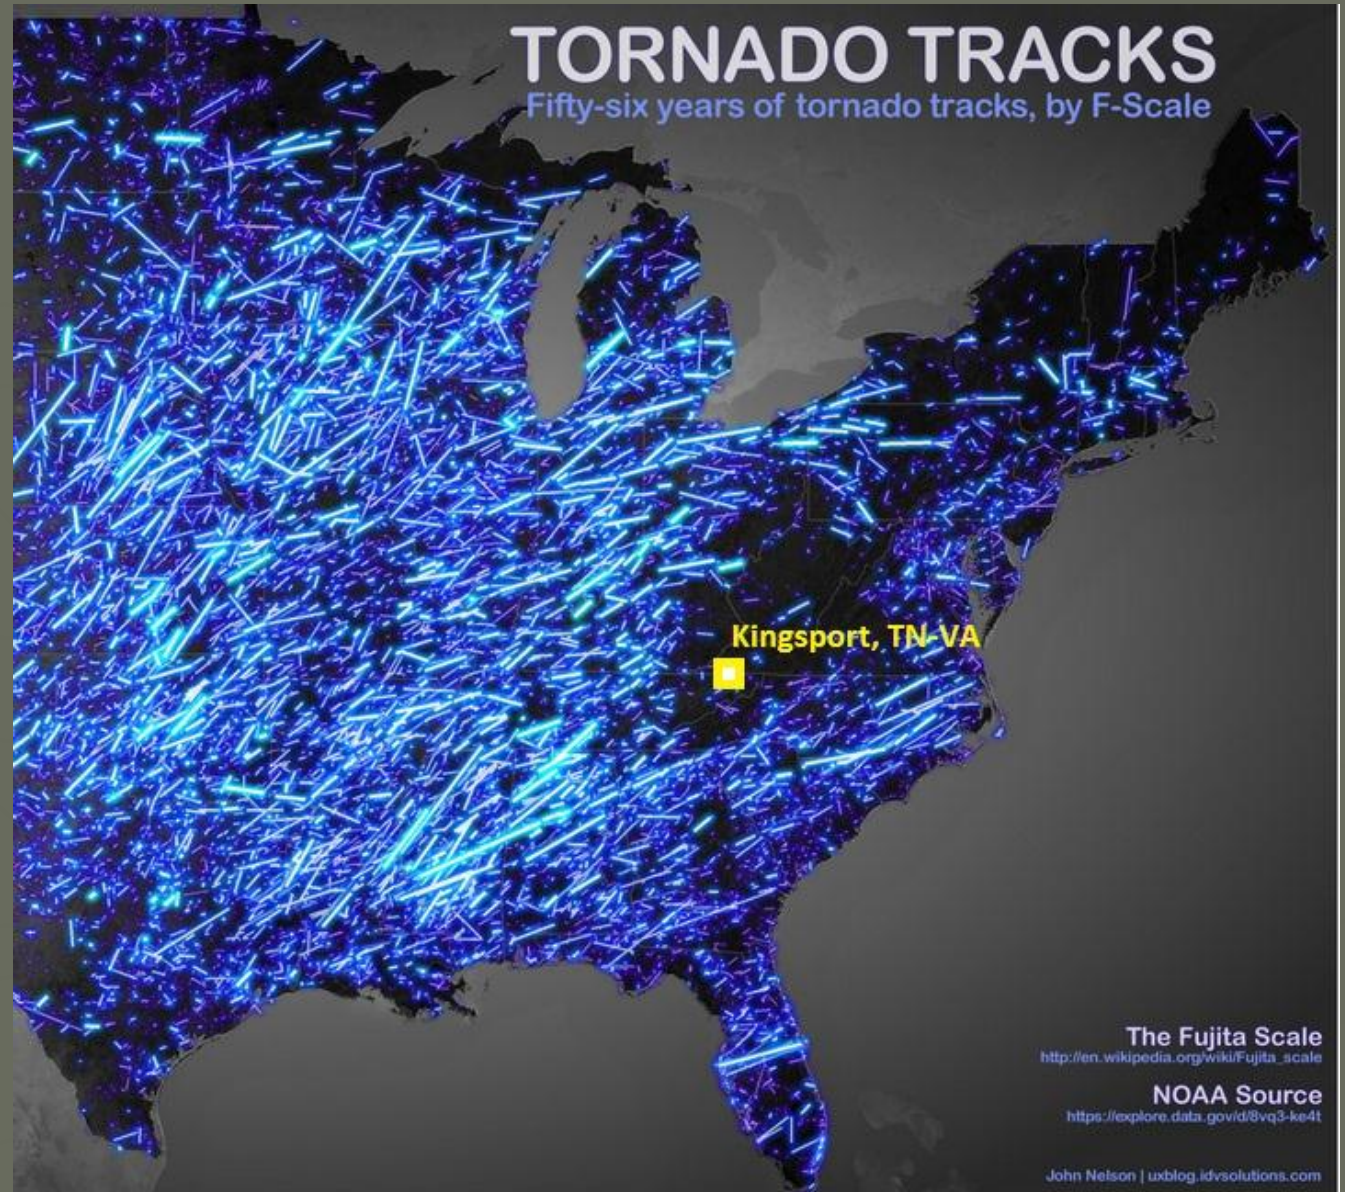 TORNADO TRACKS
Fifty-six years of tornado tracks, by F-Scale
Kingsport, TN-VA
The Fujita Scale
http://en.wikipedia.org/wiki/Fujita_scale
NOAA Source
https://explore.data.gov/d/8vq3-ke4t
John Nelson | uxblog.idvsolutions.com